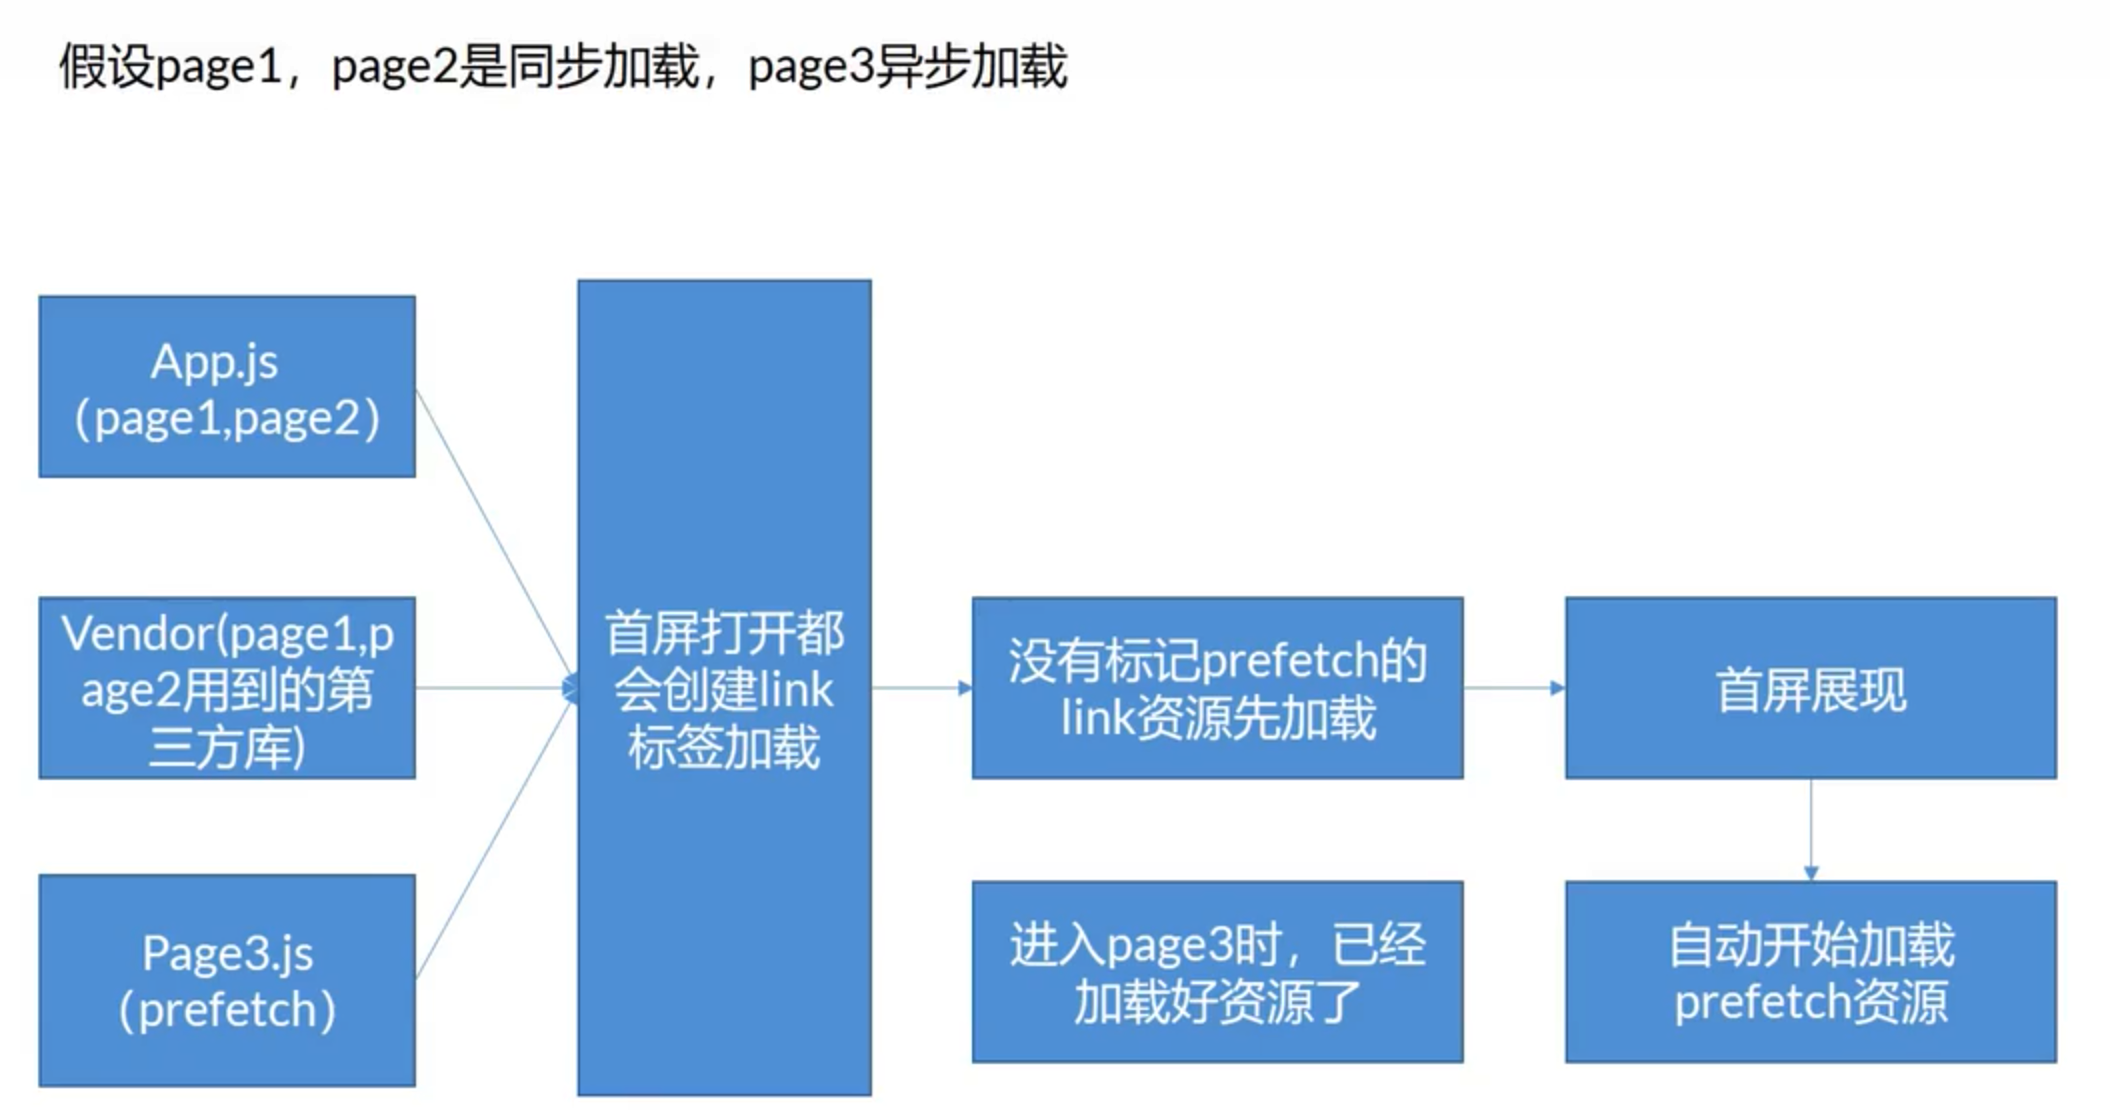 假设page1，page2是同步加载，page3异步加载
App.js
（page1,page2）
Vendor(page1,p
age2用到的第
三方库)
Page3.js
（prefetch）
首屏打开都
会创建link
标签加载
没有标记prefetch的
link资源先加载
首屏展现
自动开始加载
prefetch资源
进入page3时，已经
加载好资源了